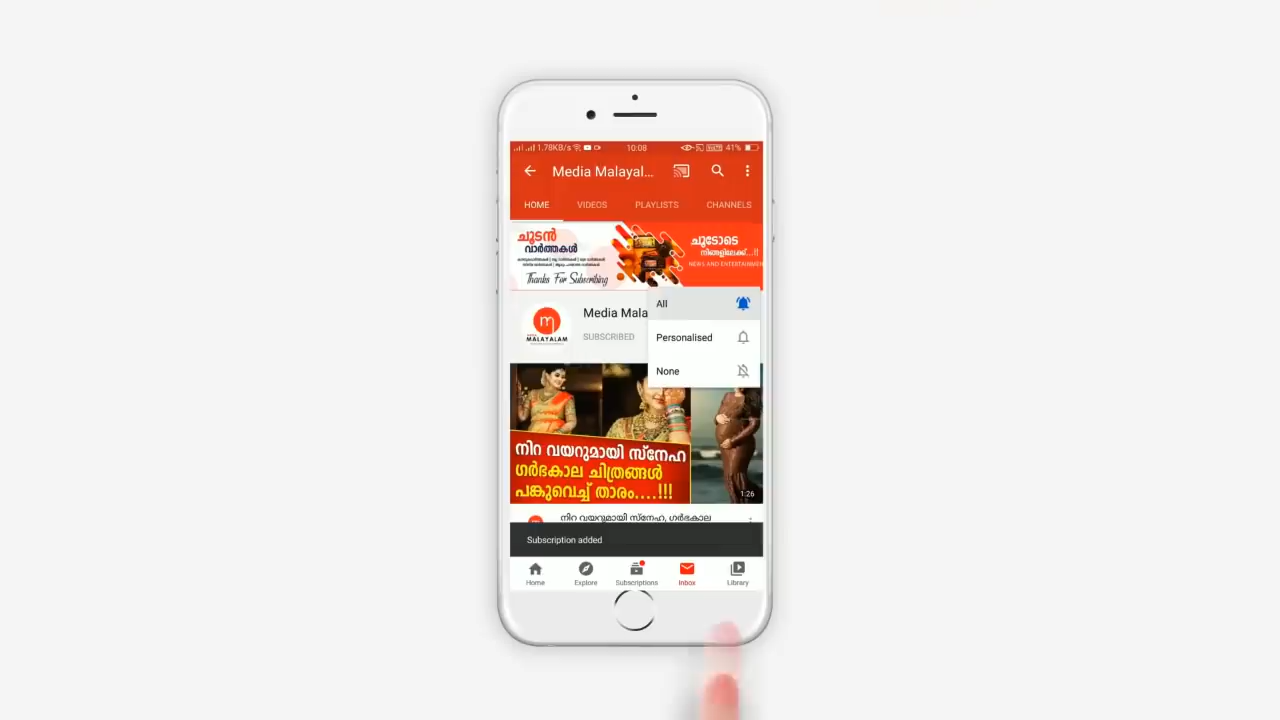 1.78KB/s 10:08 41%
Media Malayal...
HOME VIDEOS PLAYLISTS CHANNELS
ചൂടൻ
വാർത്തകൾ
Thanks For Subscribing
ചൂടോടെ
നിങ്ങളിലേക്ക്...!!
NEWS AND ENTERTAINMEN
All
Media Mala
Personalised
SUBSCRIBED
MALAYALAM
None
നിറ വയറുമായി സ്നേഹ
ഗർഭകാല ചിത്രങ്ങൾ
പങ്കുവെച്ച് താരം....!!!
1:26
നിറ വയറുമായി സ്നേഹ, ഗർഭകാല
Subscription added
Home Explore Subscriptions Inbox Library